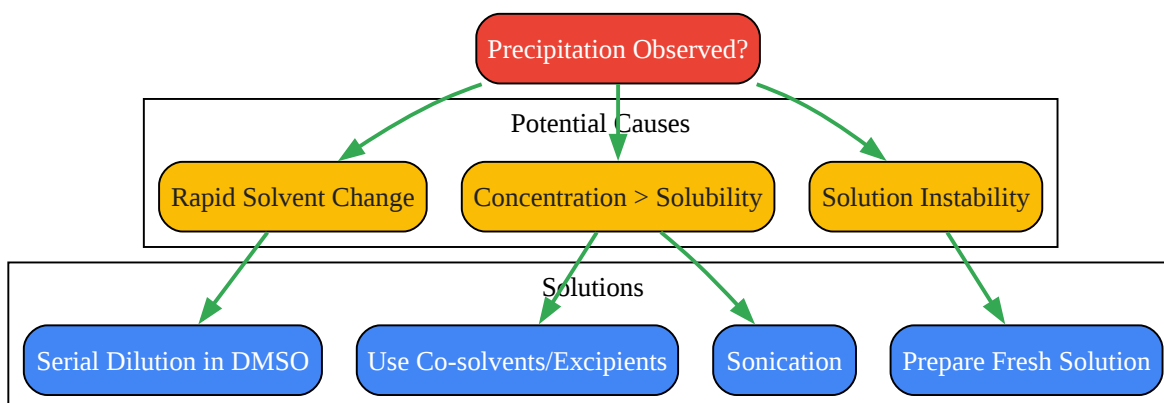 Precipitation Observed?
Potential Causes
Rapid Solvent Change
Concentration > Solubility
Solution Instability
Solutions
Serial Dilution in DMSO
Use Co-solvents/Excipients
Sonication
Prepare Fresh Solution